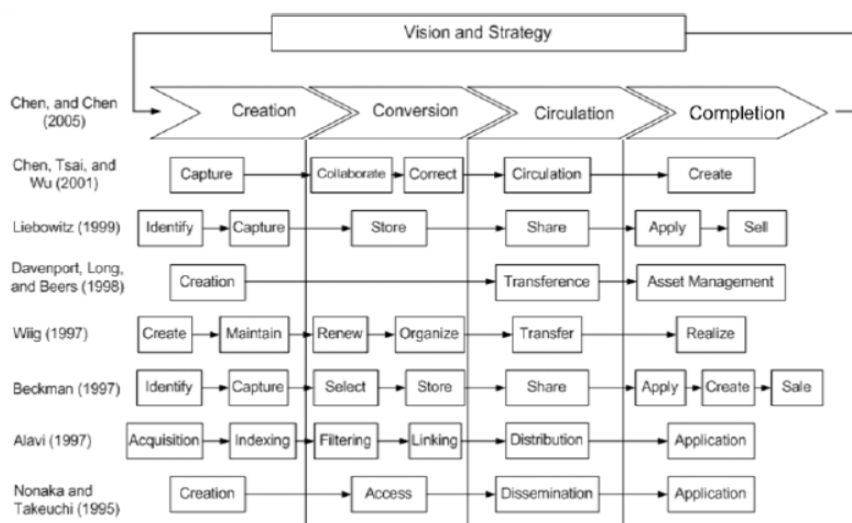 Vision and Strategy
Chen, and Chen
(2005)
Creation
Conversion
Circulation
Completion
Chen, Tsai, and
Wu (2001)
Capture
Collaborate
Correct
Circulation
Create
Liebowitz (1999)
Identify
Capture
Store
Share
Apply
Sell
Davenport, Long,
and Beers (1998)
Creation
Transference
Asset Management
Wiig (1997)
Create
Maintain
Renew
Organize
Transfer
Realize
Beckman (1997)
Identify
Capture
Select
Store
Share
Apply
Create
Sale
Alavi (1997)
Acquisition
Indexing
Filtering
Linking
Distribution
Application
Nonaka and
Takeuchi (1995)
Creation
Access
Dissemination
Application